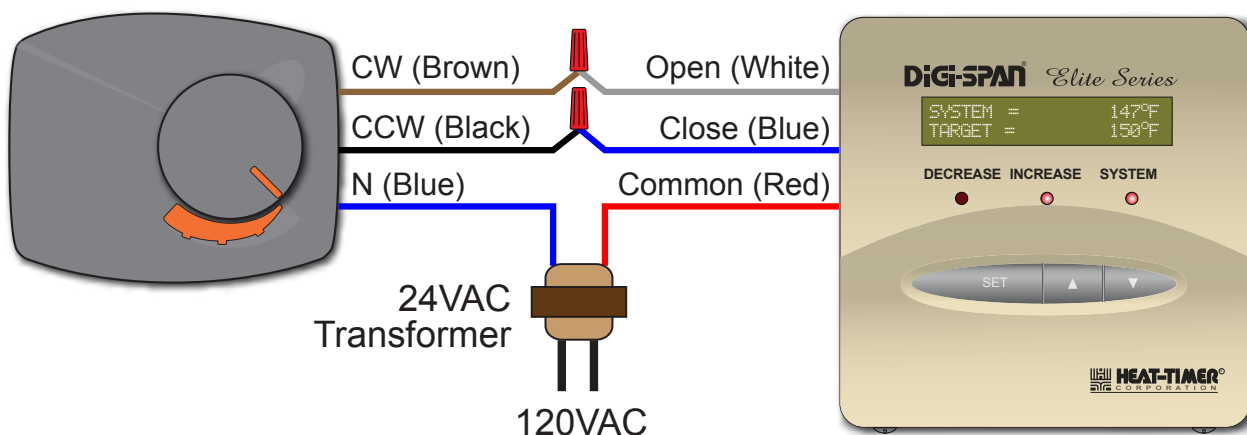 CW (Brown)
Open (White)
CCW (Black)
Close (Blue)
N (Blue)
Common (Red)
24VAC
Transformer
120VAC
DiGi-SPAN® Elite Series
SYSTEM = 147°F
TARGET = 150°F
DECREASE INCREASE SYSTEM
SET ▲ ▼
HEAT-TIMER®
CORPORATION